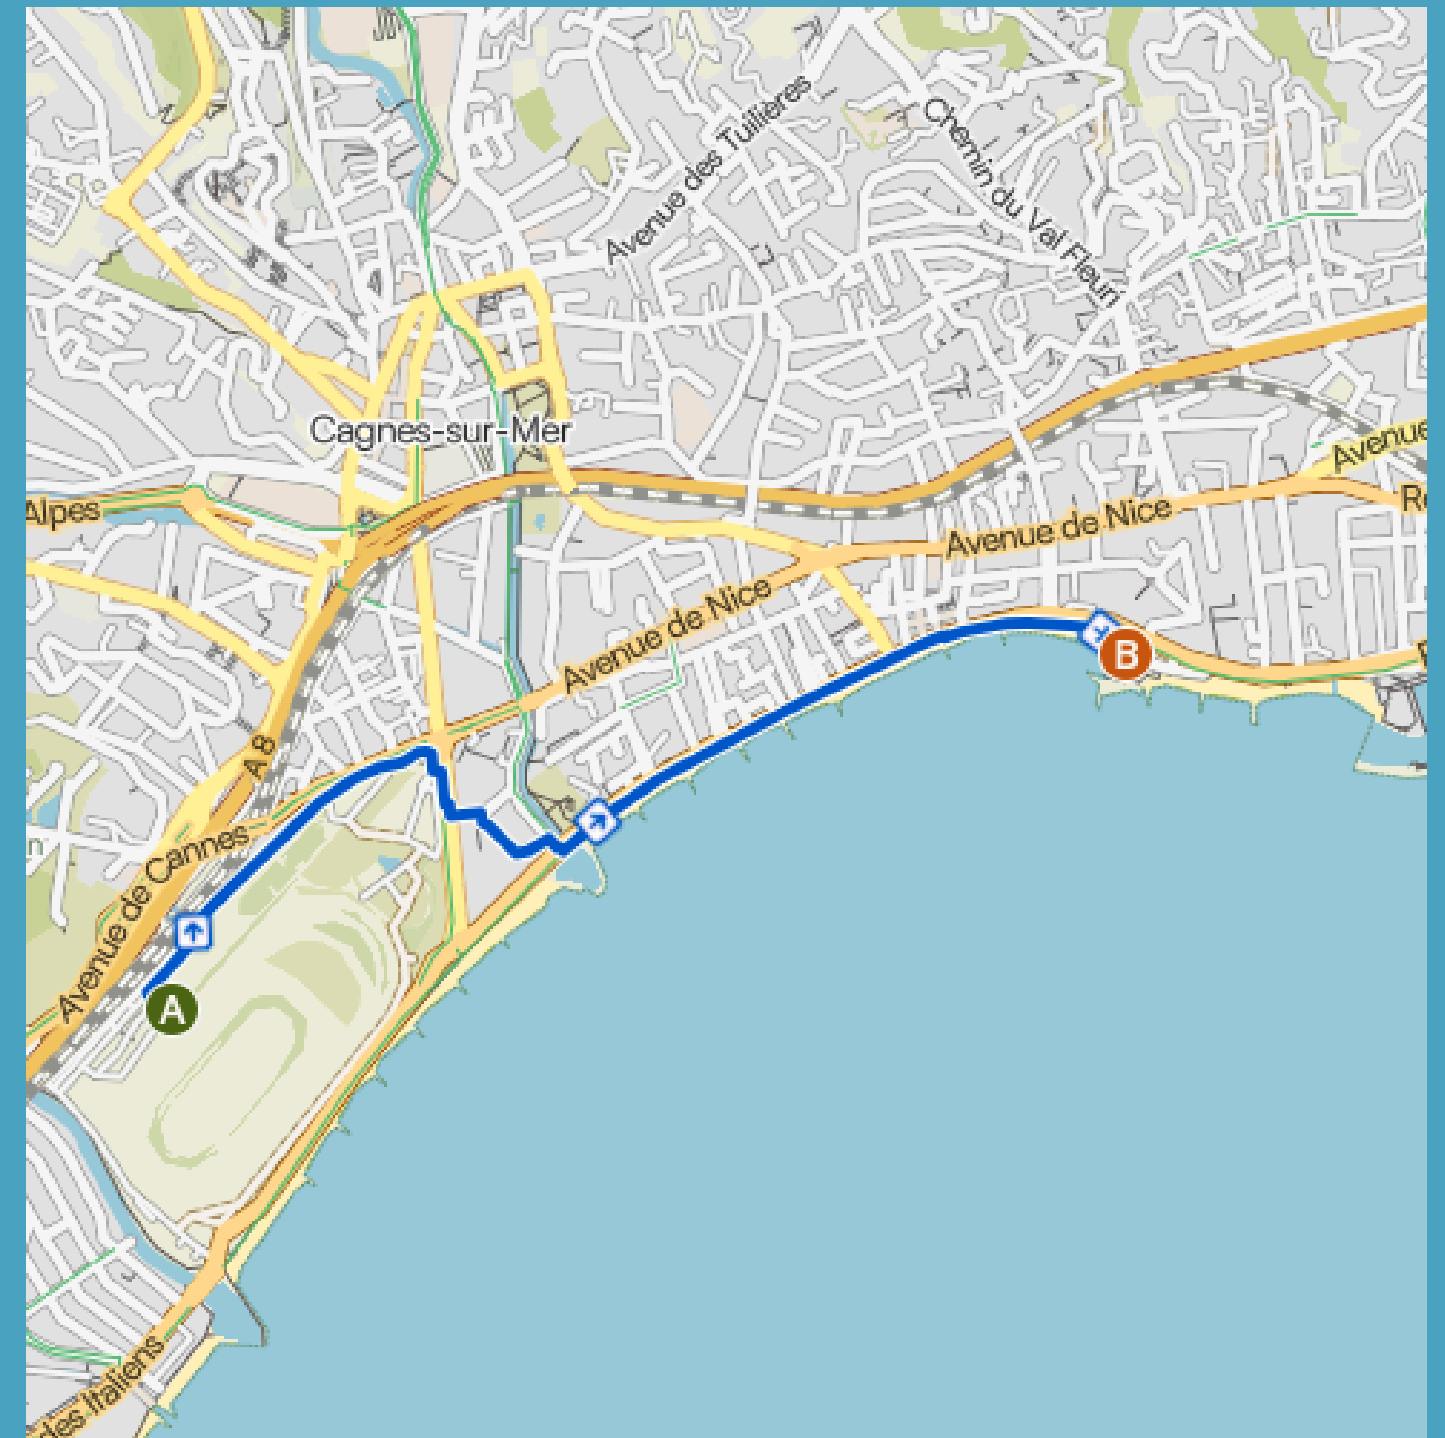 Avenue des Tuilières
Chemin du Val Fleuri
Cagnes-sur-Mer
Avenue
Alpes
Re
Avenue de Nice
Avenue de Nice
B
A 8
Avenue de Cannes
n
A
des Italiens